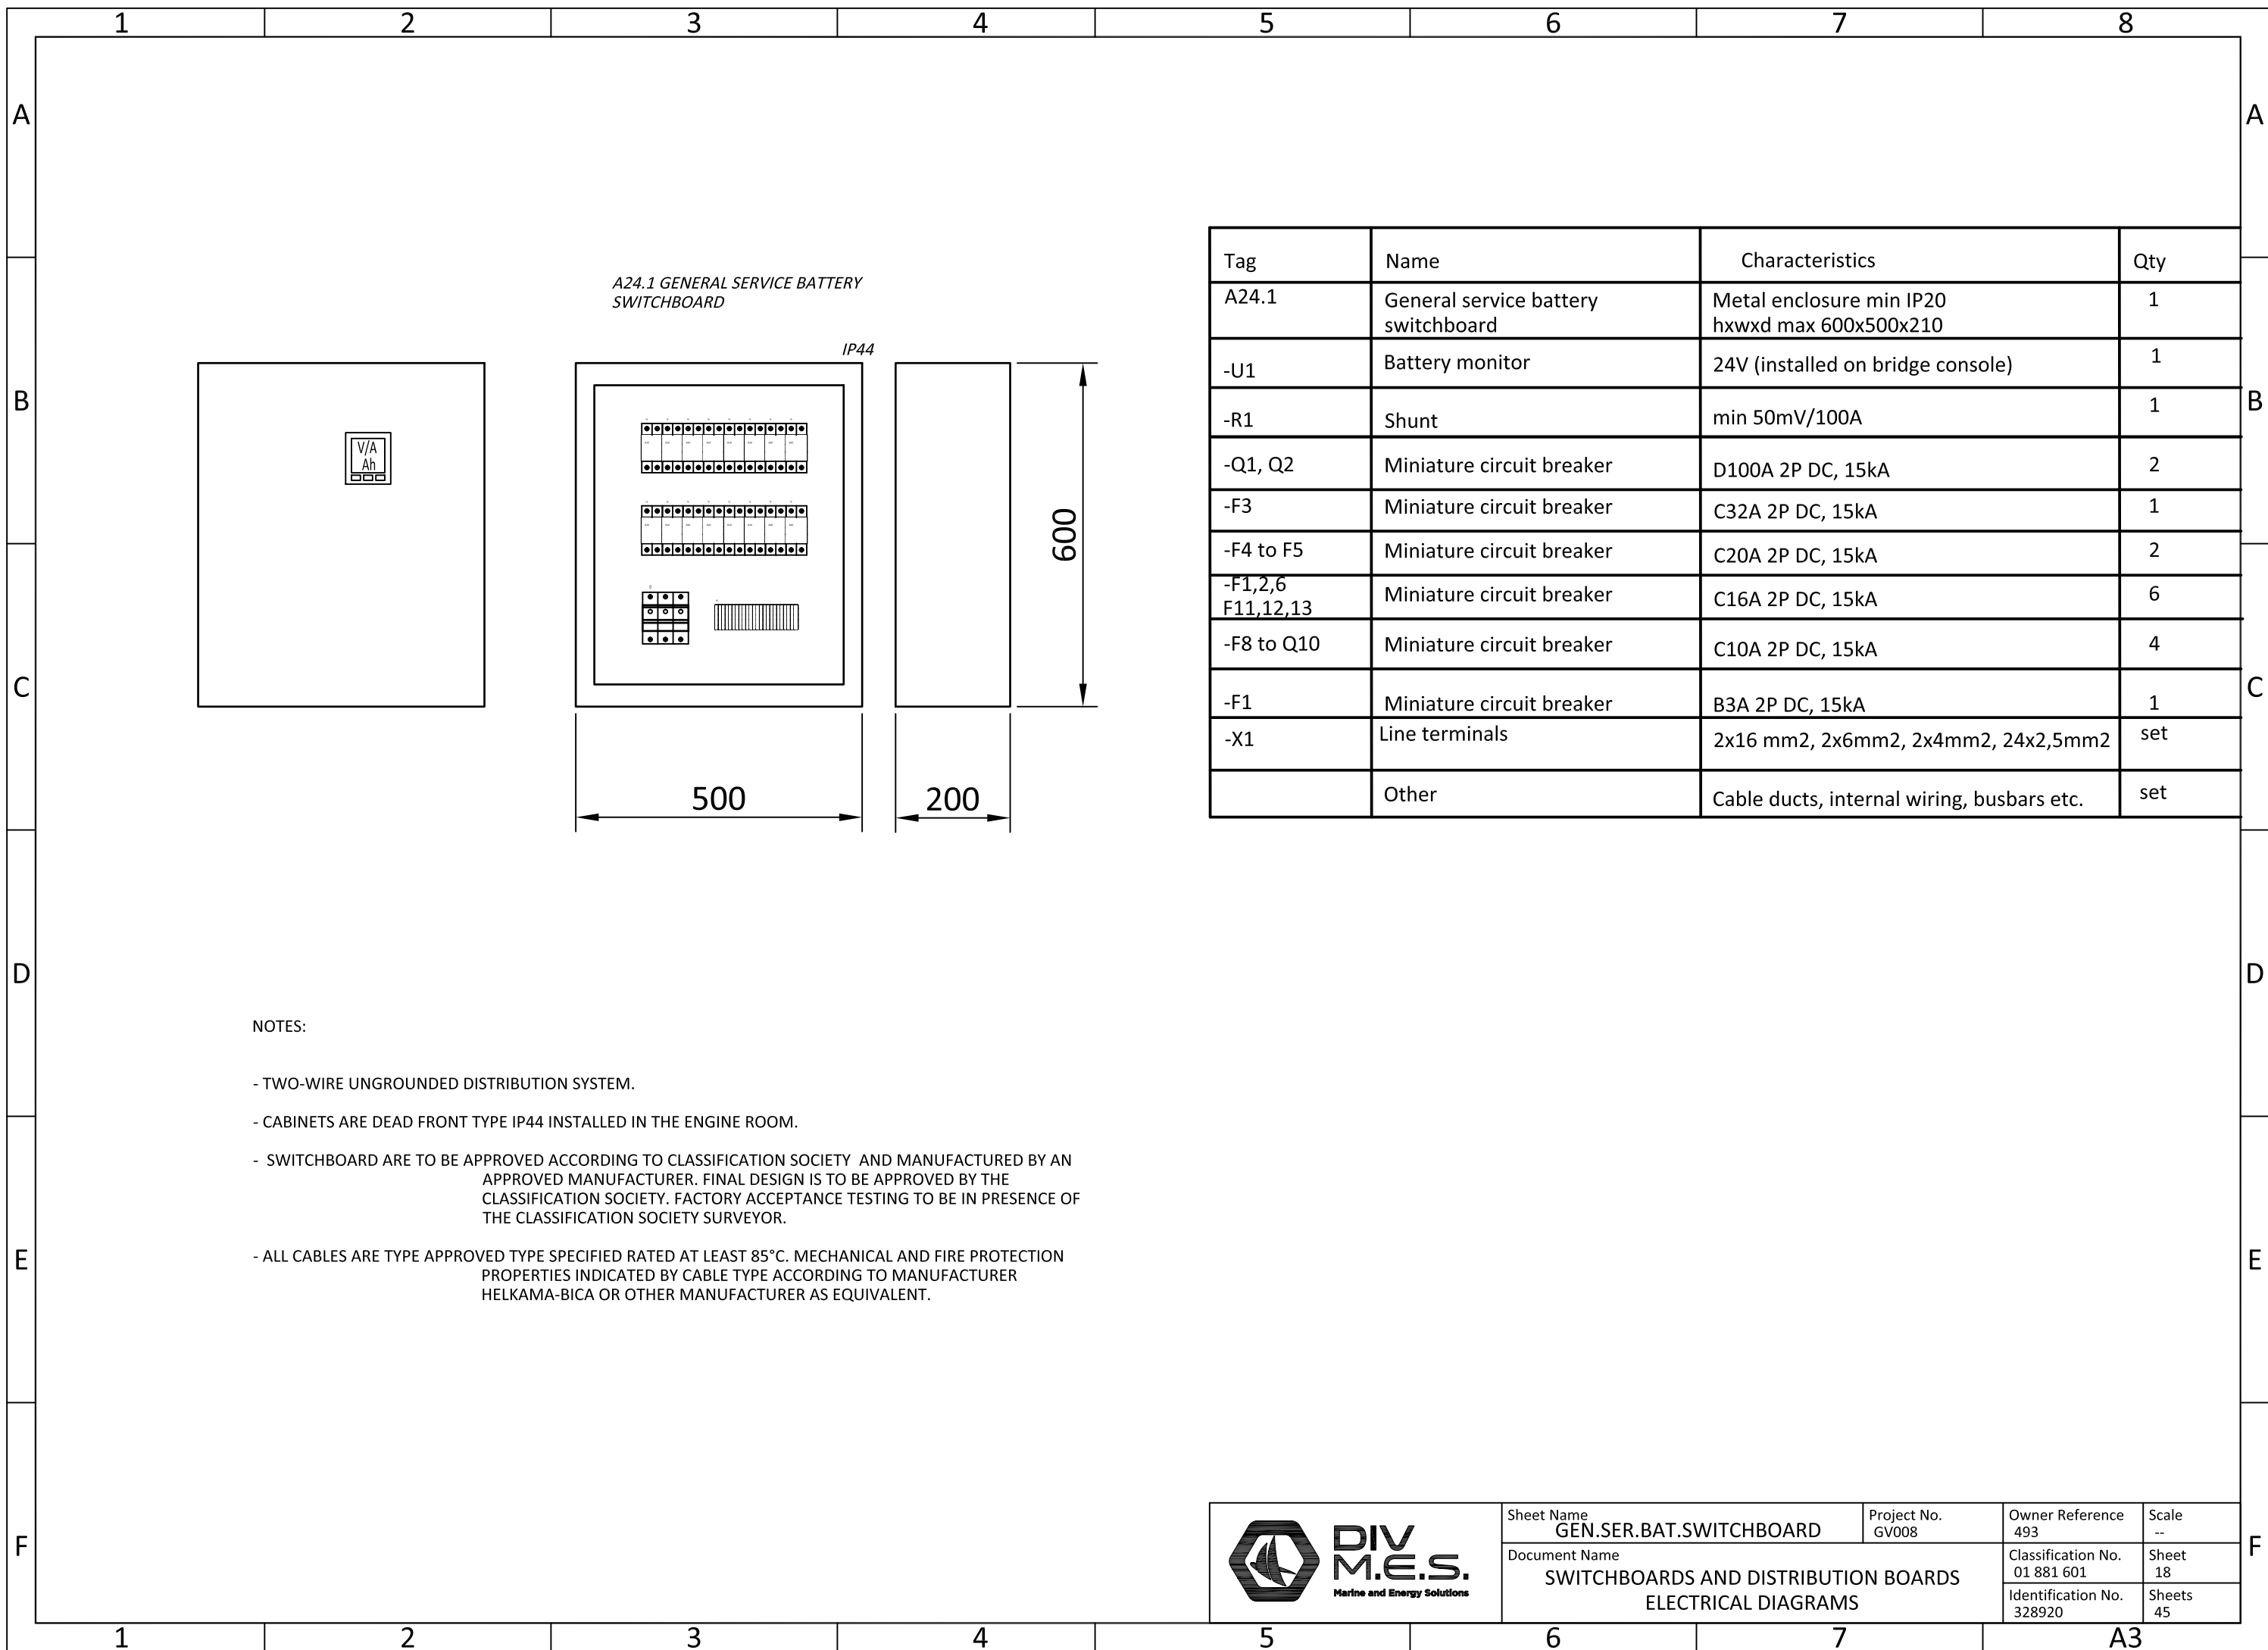 1 2 3 4 5 6 7 8
A A
B B
C C
D D
E E
F F
A24.1 GENERAL SERVICE BATTERY
SWITCHBOARD
IP44
V/A
Ah
600
500
200
Tag Name Characteristics Qty
A24.1 General service battery switchboard Metal enclosure min IP20 hxwxd max 600x500x210 1
-U1 Battery monitor 24V (installed on bridge console) 1
-R1 Shunt min 50mV/100A 1
-Q1, Q2 Miniature circuit breaker D100A 2P DC, 15kA 2
-F3 Miniature circuit breaker C32A 2P DC, 15kA 1
-F4 to F5 Miniature circuit breaker C20A 2P DC, 15kA 2
-F1,2,6 F11,12,13 Miniature circuit breaker C16A 2P DC, 15kA 6
-F8 to Q10 Miniature circuit breaker C10A 2P DC, 15kA 4
-F1 Miniature circuit breaker B3A 2P DC, 15kA 1
-X1 Line terminals 2x16 mm2, 2x6mm2, 2x4mm2, 24x2,5mm2 set
Other Cable ducts, internal wiring, busbars etc. set
NOTES:
- TWO-WIRE UNGROUNDED DISTRIBUTION SYSTEM.
- CABINETS ARE DEAD FRONT TYPE IP44 INSTALLED IN THE ENGINE ROOM.
- SWITCHBOARD ARE TO BE APPROVED ACCORDING TO CLASSIFICATION SOCIETY AND MANUFACTURED BY AN
APPROVED MANUFACTURER. FINAL DESIGN IS TO BE APPROVED BY THE
CLASSIFICATION SOCIETY. FACTORY ACCEPTANCE TESTING TO BE IN PRESENCE OF
THE CLASSIFICATION SOCIETY SURVEYOR.
- ALL CABLES ARE TYPE APPROVED TYPE SPECIFIED RATED AT LEAST 85°C. MECHANICAL AND FIRE PROTECTION
PROPERTIES INDICATED BY CABLE TYPE ACCORDING TO MANUFACTURER
HELKAMA-BICA OR OTHER MANUFACTURER AS EQUIVALENT.
DIV
M.E.S.
Marine and Energy Solutions
Sheet Name
GEN.SER.BAT.SWITCHBOARD
Project No.
GV008
Owner Reference
493
Scale
--
Document Name
SWITCHBOARDS AND DISTRIBUTION BOARDS
ELECTRICAL DIAGRAMS
Classification No.
01 881 601
Sheet
18
Identification No.
328920
Sheets
45
1 2 3 4 5 6 7 A3